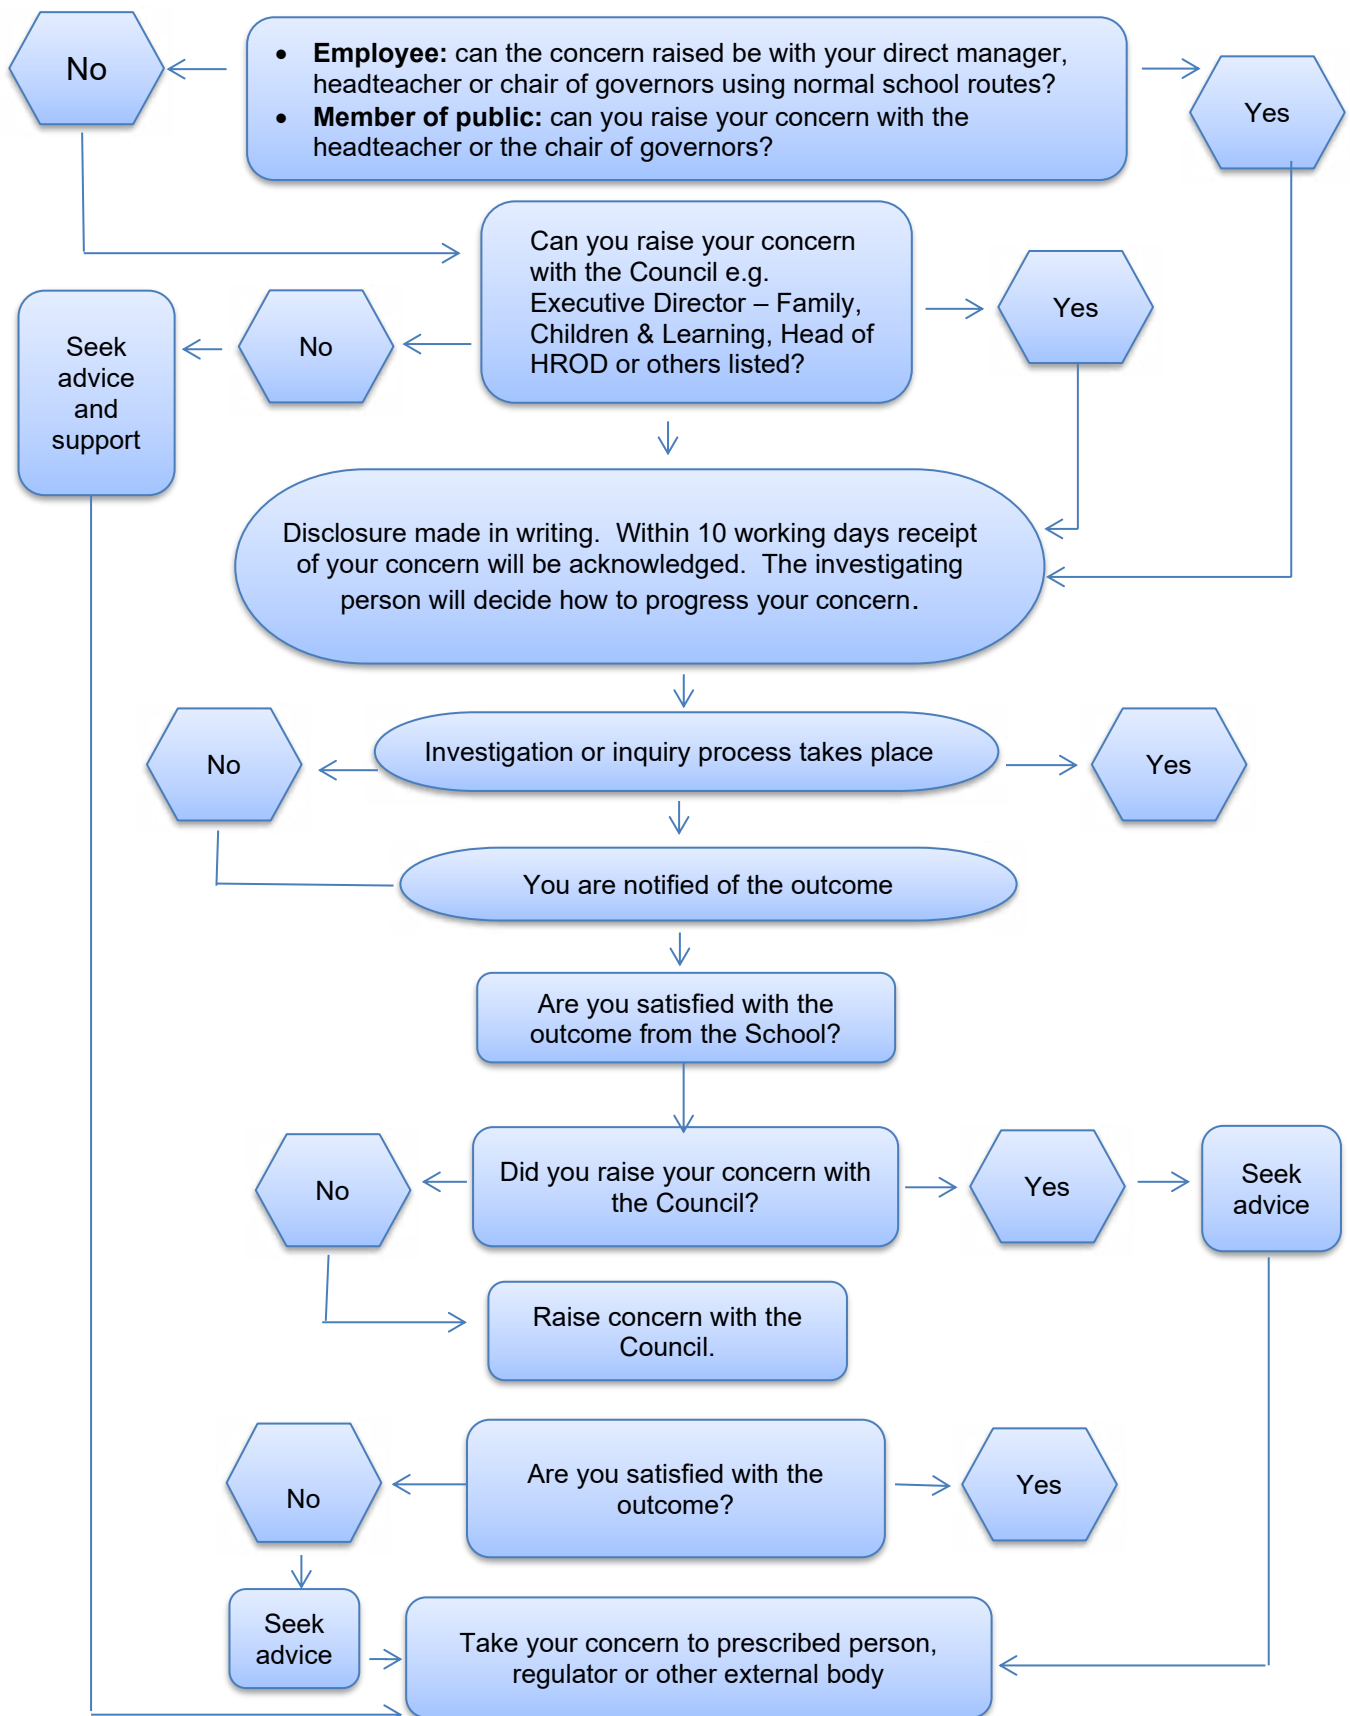 No
• Employee: can the concern raised be with your direct manager,
headteacher or chair of governors using normal school routes?
• Member of public: can you raise your concern with the
headteacher or the chair of governors?
Yes
Can you raise your concern
with the Council e.g.
Executive Director – Family,
Children & Learning, Head of
HROD or others listed?
Yes
No
Seek
advice
and
support
Disclosure made in writing.  Within 10 working days receipt
of your concern will be acknowledged.  The investigating
person will decide how to progress your concern.
No
Investigation or inquiry process takes place
Yes
You are notified of the outcome
Are you satisfied with the
outcome from the School?
No
Did you raise your concern with
the Council?
Yes
Seek
advice
Raise concern with the
Council.
No
Are you satisfied with the
outcome?
Yes
Seek
advice
Take your concern to prescribed person,
regulator or other external body